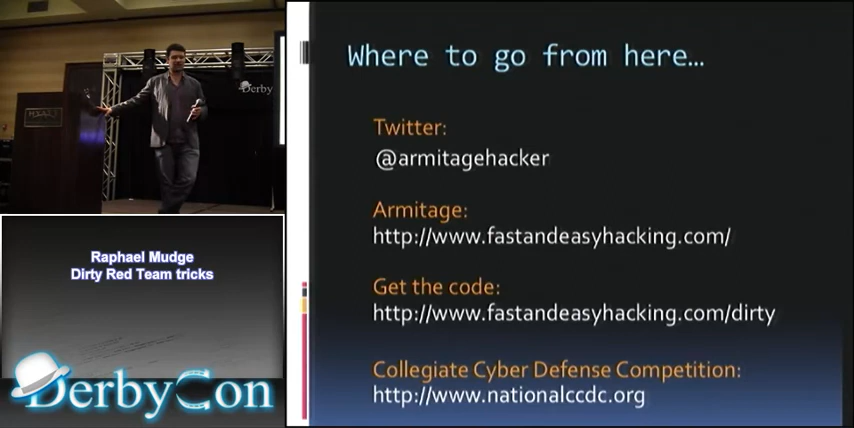 HYATT
Derby
Raphael Mudge
Dirty Red Team tricks
DerbyCon
Where to go from here...
Twitter:
@armitagehacker
Armitage:
http://www.fastandeasyhacking.com/
Get the code:
http://www.fastandeasyhacking.com/dirty
Collegiate Cyber Defense Competition:
http://www.nationalccdc.org